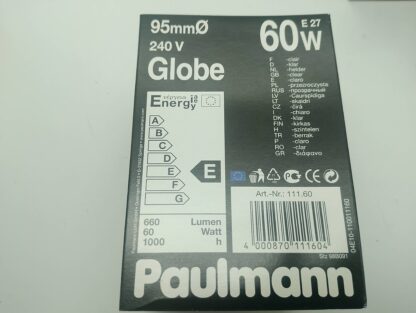 95mmØ
240 V
Globe
60W
E 27
F -clair
D -klar
NL -helder
GB -clear
E -claro
PL -przezroczysta
RUS -прозрачный
LV -Caurspīdīga
LT -skaidri
CZ -čirá
I -chiaro
DK -klar
FIN -kirkas
H -színtelen
TR -berrak
P -claro
RO -clar
GR -διάφανο
Energy
A
B
C
D
E
F
G
E
660 Lumen
60 Watt
1000 h
Art.-Nr.: 111.60
4 000870 111604
Paulmann